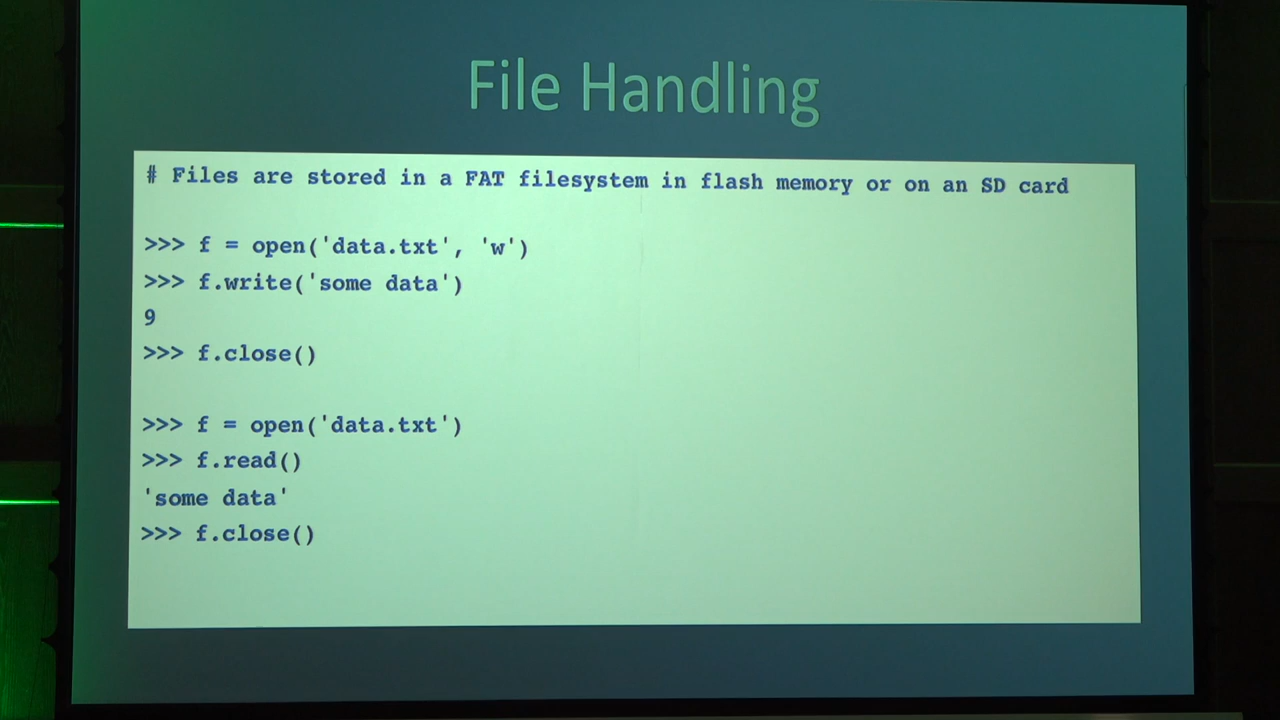 File Handling
# Files are stored in a FAT filesystem in flash memory or on an SD card
>>> f = open('data.txt', 'w')
>>> f.write('some data')
9
>>> f.close()
>>> f = open('data.txt')
>>> f.read()
'some data'
>>> f.close()